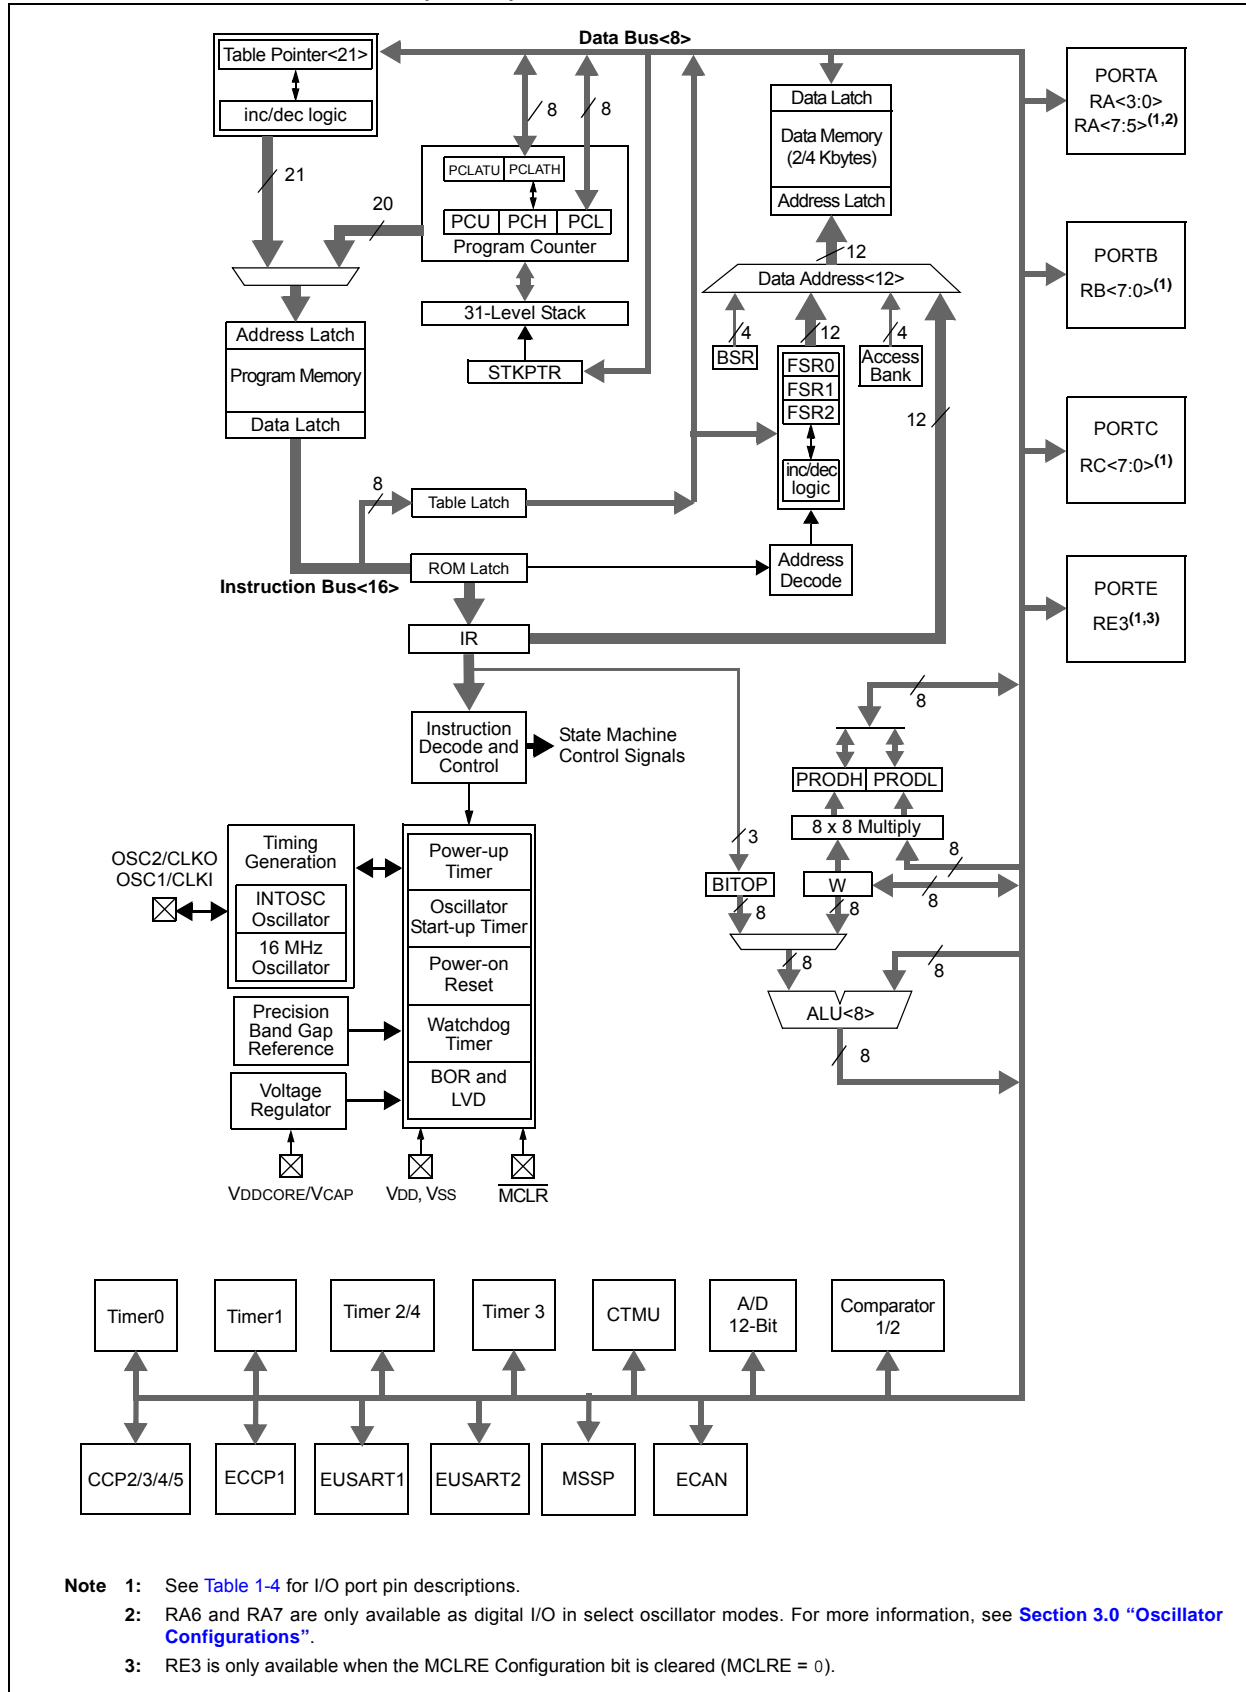 Data Bus<8>
Table Pointer<21>
inc/dec logic
21
20
8
8
PCLATU
PCLATH
PCU
PCH
PCL
Program Counter
31-Level Stack
STKPTR
Address Latch
Program Memory
Data Latch
8
Table Latch
ROM Latch
Instruction Bus<16>
IR
Data Latch
Data Memory
(2/4 Kbytes)
Address Latch
12
Data Address<12>
4
12
4
BSR
FSR0
FSR1
FSR2
Access
Bank
12
inc/dec
logic
Address
Decode
PORTA
RA<3:0>
RA<7:5>(1,2)
PORTB
RB<7:0>(1)
PORTC
RC<7:0>(1)
PORTE
RE3(1,3)
Instruction
Decode and
Control
State Machine
Control Signals
8
PRODH
PRODL
8 x 8 Multiply
3
8
BITOP
W
8
8
8
8
8
ALU<8>
8
OSC2/CLKO
OSC1/CLKI
Timing
Generation
INTOSC
Oscillator
16 MHz
Oscillator
Precision
Band Gap
Reference
Voltage
Regulator
Power-up
Timer
Oscillator
Start-up Timer
Power-on
Reset
Watchdog
Timer
BOR and
LVD
VDDCORE/VCAP
VDD, VSS
MCLR
Timer0
Timer1
Timer 2/4
Timer 3
CTMU
A/D
12-Bit
Comparator
1/2
CCP2/3/4/5
ECCP1
EUSART1
EUSART2
MSSP
ECAN
Note 1: See Table 1-4 for I/O port pin descriptions.
2: RA6 and RA7 are only available as digital I/O in select oscillator modes. For more information, see Section 3.0 “Oscillator
Configurations”.
3: RE3 is only available when the MCLRE Configuration bit is cleared (MCLRE = 0).